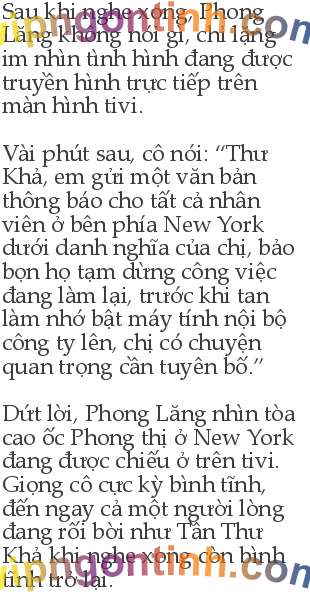 Sau khi nghe xong, Phong
Lăng không nói gì, chỉ lặng
im nhìn tình hình đang được
truyền hình trực tiếp trên
màn hình tivi.
Vài phút sau, cô nói: “Thư
Khả, em gửi một văn bản
thông báo cho tất cả nhân
viên ở bên phía New York
dưới danh nghĩa của chị, bảo
bọn họ tạm dừng công việc
đang làm lại, trước khi tan
làm nhớ bật máy tính nội bộ
công ty lên, chị có chuyện
quan trọng cần tuyên bố.”
Dứt lời, Phong Lăng nhìn tòa
cao ốc Phong thị ở New York
đang được chiếu ở trên tivi.
Giọng cô cực kỳ bình tĩnh,
đến ngay cả một người lòng
đang rối bời như Tần Thư
Khả khi nghe xong còn bình
tĩnh trở lại.
vipngontinh.com
vipngontinh.com